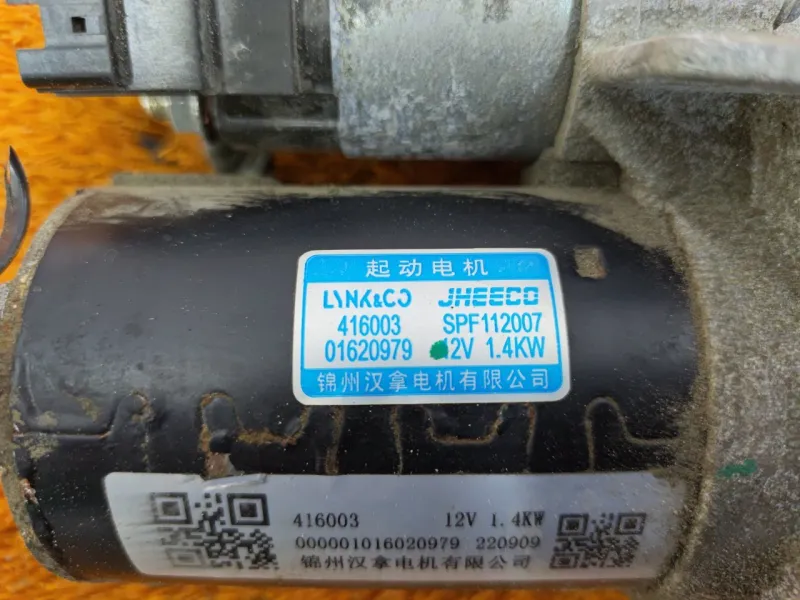 起动电机
LYNK&CO JHEECO
416003 SPF112007
01620979 12V 1.4KW
锦州汉拿电机有限公司
416003 12V 1.4KW
000001016020979 220909
锦州汉拿电机有限公司